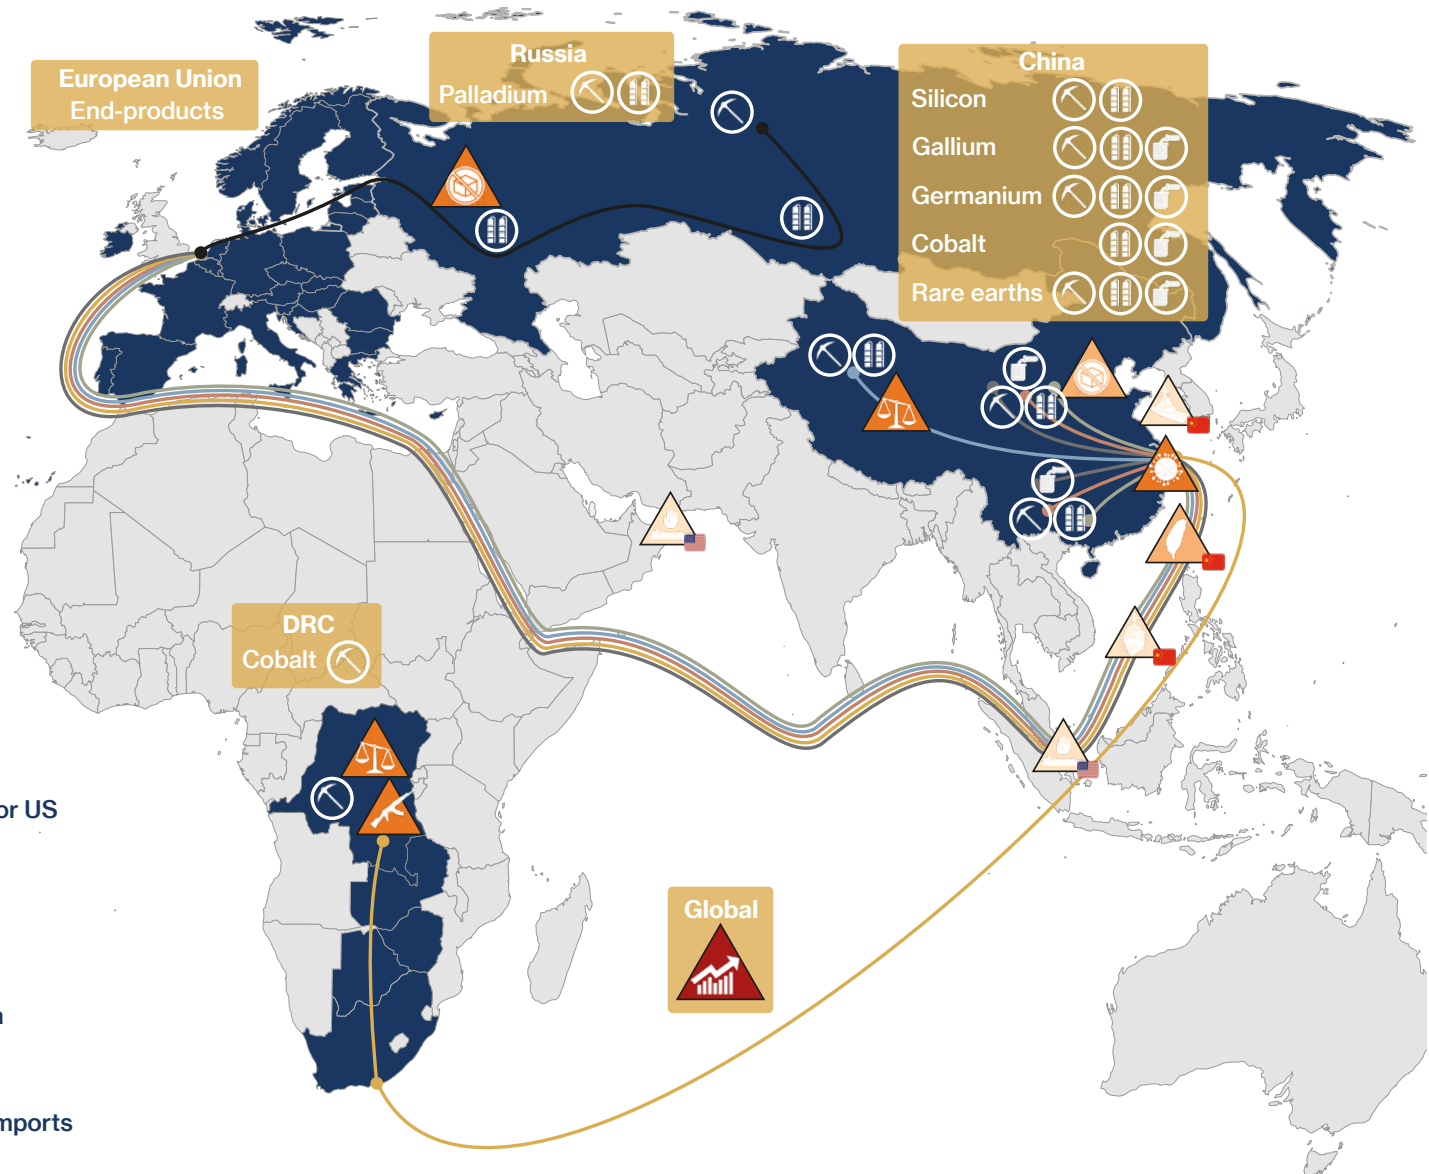 European Union
End-products
Russia
Palladium
China
Silicon
Gallium
Germanium
Cobalt
Rare earths
DRC
Cobalt
or US
Global
mports